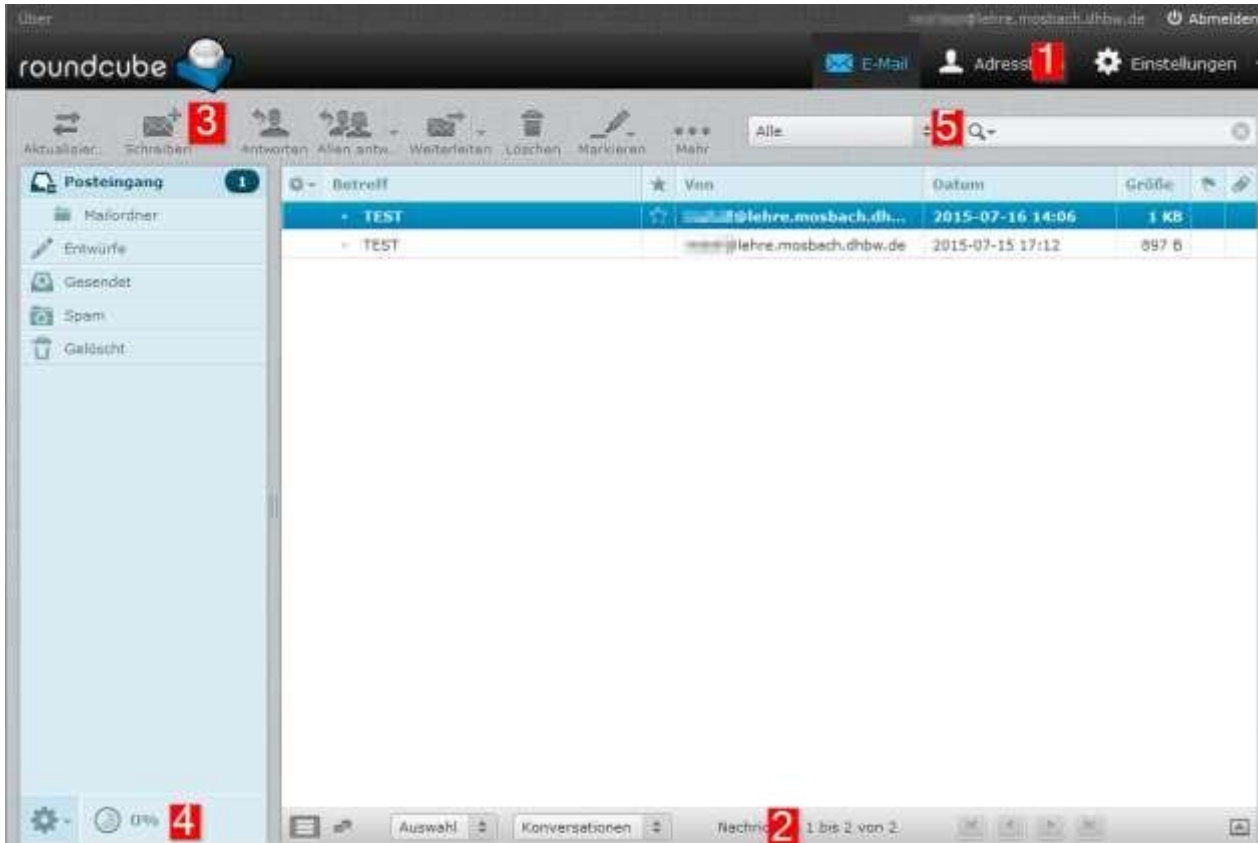 Über lehre.mosbach.dhbw.de Abmelden
roundcube E-Mail Adress 1 Einstellungen
3 5
Alle
Aktualisier... Schreiben Antworten Allen antw... Weiterleiten Löschen Markieren Mehr
Posteingang 1 Betreff Von Datum Größe
Mailordner TEST @lehre.mosbach.dh... 2015-07-16 14:06 1 KB
Entwürfe TEST @lehre.mosbach.dhbw.de 2015-07-15 17:12 897 B
Gesendet
Spam
Gelöscht
0% 4 Auswahl Konversationen Nachric 2 1 bis 2 von 2